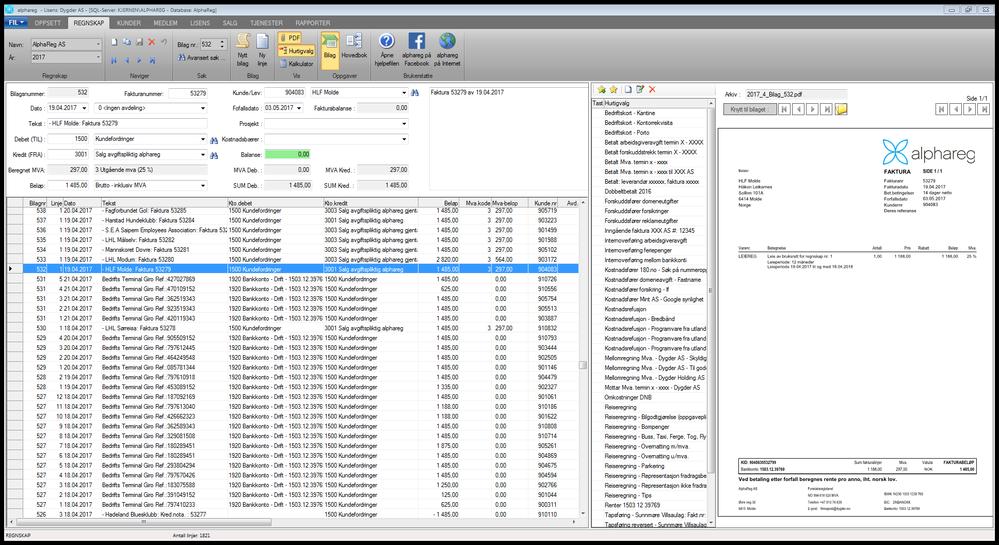 alphareg - Lisens: Dygder AS - [SQL-Server: KJERNEN\ALPHAREG - Database: AlphaReg]
FIL OPPSETT REGNSKAP KUNDER MEDLEM LISENS SALG TJENESTER RAPPORTER
Navn: AlphaReg AS
År: 2017
Regnskap
Naviger
Bilag nr.: 532
Avansert søk ...
Søk
Nytt bilag
Ny linje
Bilag
PDF
Hurtigvalg
Kalkulator
Vis
Bilag
Hovedbok
Oppgaver
Åpne hjelpefilen
alphareg på Facebook
alphareg på Internet
Brukerstøtte
Bilagsnummer: 532 Fakturanummer: 53279 Kunde/Lev: 904083 HLF Molde
Dato : 19.04.2017 0 <Ingen avdeling> Fofallsdato : 03.05.2017 Fakturabalanse : 0,00
Tekst : - HLF Molde: Faktura 53279 Prosjekt :
Debet (TIL) : 1500 Kundefordringer Kostnadsbærer :
Kredit (FRA) : 3001 Salg avgiftspliktig alphareg Balanse: 0,00
Beregnet MVA: 297,00 3 Utgående mva (25 %) MVA Deb. : 0,00 MVA Kred. : 297,00
Beløp: 1 485,00 Brutto - inklusiv MVA SUM Deb. : 1 485,00 SUM Kred. : 1 485,00
Faktura 53279 av 19.04.2017
Bilagnr Linje Dato Tekst Kto.debet Kto.kredit Beløp Mva.kode Mva-beløp Kunde.nr Avd.
538 1 20.04.2017 - Fagforbundet Gol: Faktura 53285 1500 Kundefordringer 3003 Salg avgiftspliktig alphareg gjenta 1 485,00 3 297,00 905719
537 1 19.04.2017 - Harstad Hundeklubb: Faktura 53284 1500 Kundefordringer 3001 Salg avgiftspliktig alphareg 1 485,00 3 297,00 903223
536 1 19.04.2017 - S.E.A Saipem Employees Association: Faktura 532 1500 Kundefordringer 3003 Salg avgiftspliktig alphareg gjenta 1 485,00 3 297,00 901499
535 1 19.04.2017 - LHL Målselv: Faktura 53282 1500 Kundefordringer 3003 Salg avgiftspliktig alphareg gjenta 1 485,00 3 297,00 901988
534 1 19.04.2017 - Mannskoret Dovre: Faktura 53281 1500 Kundefordringer 3003 Salg avgiftspliktig alphareg gjenta 1 485,00 3 297,00 905102
533 1 19.04.2017 - LHL Modum: Faktura 53280 1500 Kundefordringer 3003 Salg avgiftspliktig alphareg gjenta 2 820,00 3 564,00 903172
532 1 19.04.2017 - HLF Molde: Faktura 53279 1500 Kundefordringer 3001 Salg avgiftspliktig alphareg 1 485,00 3 297,00 904083
531 5 21.04.2017 Bedrifts Terminal Giro Ref.:427027869 1920 Bankkonto - Drift - 1503.12.3976 1500 Kundefordringer 1 485,00 0,00 910726
531 4 21.04.2017 Bedrifts Terminal Giro Ref.:470109152 1920 Bankkonto - Drift - 1503.12.3976 1500 Kundefordringer 625,00 0,00 910556
531 3 21.04.2017 Bedrifts Terminal Giro Ref.:362519343 1920 Bankkonto - Drift - 1503.12.3976 1500 Kundefordringer 1 485,00 0,00 905754
531 2 21.04.2017 Bedrifts Terminal Giro Ref.:923519343 1920 Bankkonto - Drift - 1503.12.3976 1500 Kundefordringer 1 485,00 0,00 905513
531 1 21.04.2017 Bedrifts Terminal Giro Ref.:420119343 1920 Bankkonto - Drift - 1503.12.3976 1500 Kundefordringer 1 485,00 0,00 903887
530 1 18.04.2017 - LHL Sørreisa: Faktura 53278 1500 Kundefordringer 3001 Salg avgiftspliktig alphareg 1 485,00 3 297,00 910832
529 4 20.04.2017 Bedrifts Terminal Giro Ref.:905509152 1920 Bankkonto - Drift - 1503.12.3976 1500 Kundefordringer 1 485,00 0,00 910793
529 3 20.04.2017 Bedrifts Terminal Giro Ref.:797612445 1920 Bankkonto - Drift - 1503.12.3976 1500 Kundefordringer 1 485,00 0,00 903444
529 2 20.04.2017 Bedrifts Terminal Giro Ref.:464249548 1920 Bankkonto - Drift - 1503.12.3976 1500 Kundefordringer 1 485,00 0,00 902505
529 1 20.04.2017 Bedrifts Terminal Giro Ref.:085781344 1920 Bankkonto - Drift - 1503.12.3976 1500 Kundefordringer 1 485,00 0,00 901146
528 2 19.04.2017 Bedrifts Terminal Giro Ref.:797610918 1920 Bankkonto - Drift - 1503.12.3976 1500 Kundefordringer 1 485,00 0,00 904479
528 1 19.04.2017 Bedrifts Terminal Giro Ref.:453089152 1920 Bankkonto - Drift - 1503.12.3976 1500 Kundefordringer 1 335,00 0,00 902327
527 12 18.04.2017 Bedrifts Terminal Giro Ref.:187092169 1920 Bankkonto - Drift - 1503.12.3976 1500 Kundefordringer 1 485,00 0,00 901061
527 11 18.04.2017 Bedrifts Terminal Giro Ref.:797613040 1920 Bankkonto - Drift - 1503.12.3976 1500 Kundefordringer 1 188,00 0,00 910186
527 10 18.04.2017 Bedrifts Terminal Giro Ref.:426662323 1920 Bankkonto - Drift - 1503.12.3976 1500 Kundefordringer 1 188,00 0,00 901622
527 9 18.04.2017 Bedrifts Terminal Giro Ref.:362589343 1920 Bankkonto - Drift - 1503.12.3976 1500 Kundefordringer 1 485,00 0,00 910808
527 8 18.04.2017 Bedrifts Terminal Giro Ref.:329081508 1920 Bankkonto - Drift - 1503.12.3976 1500 Kundefordringer 1 485,00 0,00 910714
527 7 18.04.2017 Bedrifts Terminal Giro Ref.:180289451 1920 Bankkonto - Drift - 1503.12.3976 1500 Kundefordringer 1 875,00 0,00 905261
527 6 18.04.2017 Bedrifts Terminal Giro Ref.:180289451 1920 Bankkonto - Drift - 1503.12.3976 1500 Kundefordringer 1 485,00 0,00 904869
527 5 18.04.2017 Bedrifts Terminal Giro Ref.:293804294 1920 Bankkonto - Drift - 1503.12.3976 1500 Kundefordringer 1 485,00 0,00 904675
527 4 18.04.2017 Bedrifts Terminal Giro Ref.:797670426 1920 Bankkonto - Drift - 1503.12.3976 1500 Kundefordringer 1 485,00 0,00 904594
527 3 18.04.2017 Bedrifts Terminal Giro Ref.:183075588 1920 Bankkonto - Drift - 1503.12.3976 1500 Kundefordringer 1 250,00 0,00 902766
527 2 18.04.2017 Bedrifts Terminal Giro Ref.:391049152 1920 Bankkonto - Drift - 1503.12.3976 1500 Kundefordringer 125,00 0,00 901044
527 1 18.04.2017 Bedrifts Terminal Giro Ref.:797410233 1920 Bankkonto - Drift - 1503.12.3976 1500 Kundefordringer 625,00 0,00 900311
526 3 18.04.2017 - Hadeland Bluesklubb: Kred.nota. : 53277 1500 Kundefordringer - 1 485,00 0,00 910110
REGNSKAP Antall linjer: 1821
Tast Hurtigvalg
Bedriftskort - Kantine
Bedriftskort - Kontorrekvisita
Bedriftskort - Porto
Betalt arbeidsgiveravgift termin X - XXXX
Betalt forskuddstrekk termin X - XXXX
Betalt Mva. termin x - xxxx
Betalt Mva. termin x - xxxx til XXX AS
Betalt: leverandør xxxxxx, faktura xxxxx
Dobbeltbetalt 2016
Forskuddsfører domeneutgifter
Forskuddsfører forsikringer
Forskuddsfører reklameutgifter
Inngående faktura XXX AS #: 12345
Internoverføring arbeidsgiveravgift
Internoverføring feriepenger
Internoverføring mellom bankkonti
Kostnadsfører 180.no - Søk på nummeropp
Kostnadsfører domeneavgift - Fastname
Kostnadsfører forsikring - If
Kostnadsfører Mint AS - Google synlighet
Kostnadsrefusjon
Kostnadsrefusjon - Bredbånd
Kostnadsrefusjon - Programvare fra utland
Kostnadsrefusjon - Programvare fra utland
Kostnadsrefusjon - Programvare fra utland
Mellomregning Mva. - Dygder AS - Skyldig
Mellomregning Mva. - Dygder AS - Til gode
Mellomregning Mva. - Dygder Holding AS
Mottar Mva. termin x - xxxx - Dygder AS
Omkostninger DNB
Reiseregning
Reiseregning - Bilgodtgjørelse (oppgavepli
Reiseregning - Bompenger
Reiseregning - Buss, Taxi, Ferge, Tog, Fly
Reiseregning - Overnatting m/mva.
Reiseregning - Overnatting u/mva.
Reiseregning - Parkering
Reiseregning - Representasjon fradragsbe
Reiseregning - Representasjon ikke fradra
Reiseregning - Tips
Renter 1503 12 39769
Tapsføring - Sunnmøre Villsaulag: Fakt.nr:
Tapsføring reversert - Sunnmøre Villsaulag
Arkiv : 2017_4_Bilag_532.pdf
Side 1/1
Knytt til bilaget :
alphareg
FAKTURA SIDE 1 / 1
Betaler
HLF Molde
Håkon Leikarnes
Sollivn 101A
6414 Molde
Norge
Fakturanr 53279
Fakturadato 19.04.2017
Bet.betingelser 14 dager netto
Forfallsdato 03.05.2017
Kundernr 904083
Deres referanse
Varenr. Betegnelse Antall Pris Rabatt Beløp Mva.
LEIEREG Leie av bruksrett for regnskap nr. 1 1,00 1 188,00 1 188,00 25 %
Leieperiode: 12 måneder
Leieperiode 19.04.2017 til og med 18.04.2018
KID: 9040830532799 Sum fakturalinjer Mva. Valuta FAKTURABELØP
Bankkonto: 1503.12.39769 1 188,00 297,00 NOK 1 485,00
Ved betaling etter forfall beregnes rente pro anno, iht. norsk lov.
AlphaReg AS Foretaksregisteret
NO 994 618 520 MVA IBAN: NO36 1503 1239 769
Øvre veg 30 Telefon: +47 913 74 639 BIC: DNBANOKK
6415 Molde E-post: firmapost@dygder.no Bankonto: 1503.12.39769